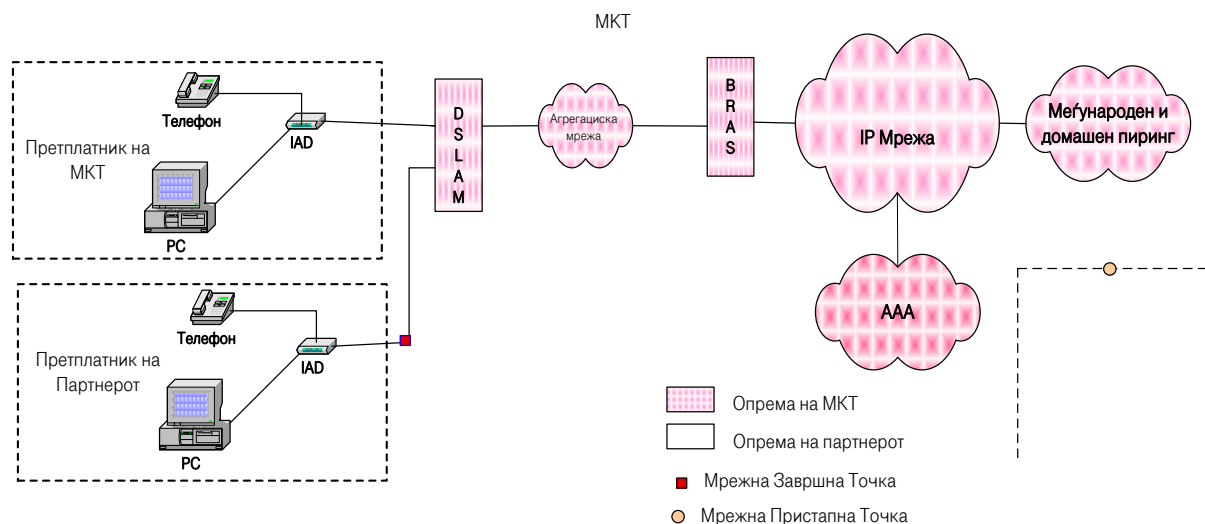 МКТ
Телефон
IAD
Претплатник на
МКТ
PC
D
S
L
A
M
Агрегациска
мрежа
B
R
A
S
IP Мрежа
Меѓународен и
домашен пиринг
AAA
Телефон
IAD
Претплатник на
Партнерот
PC
Опрема на МКТ
Опрема на партнерот
Мрежна Завршна Точка
Мрежна Пристапна Точка